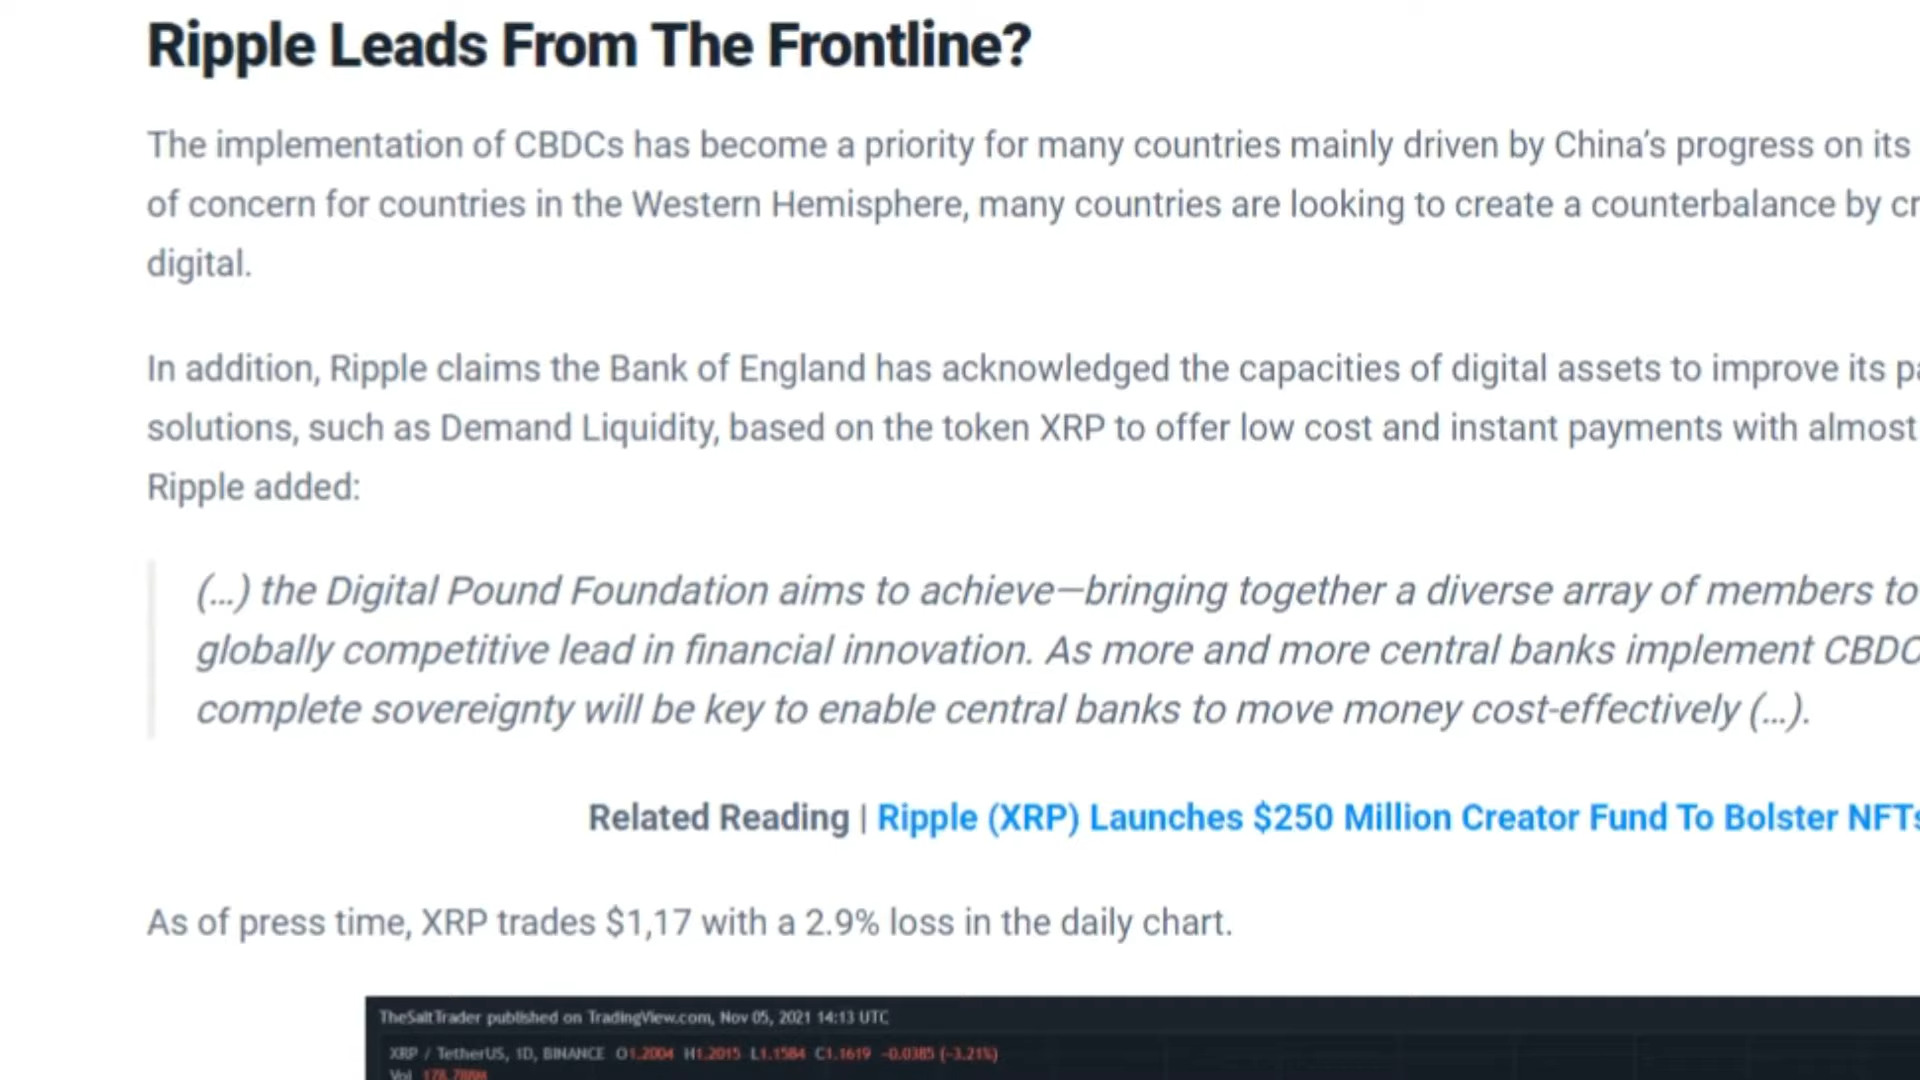 Ripple Leads From The Frontline?
The implementation of CBDCs has become a priority for many countries mainly driven by China's progress on its
of concern for countries in the Western Hemisphere, many countries are looking to create a counterbalance by cr
digital.
In addition, Ripple claims the Bank of England has acknowledged the capacities of digital assets to improve its pa
solutions, such as Demand Liquidity, based on the token XRP to offer low cost and instant payments with almost
Ripple added:
(…) the Digital Pound Foundation aims to achieve—bringing together a diverse array of members to
globally competitive lead in financial innovation. As more and more central banks implement CBDC
complete sovereignty will be key to enable central banks to move money cost-effectively (…).
Related Reading | Ripple (XRP) Launches $250 Million Creator Fund To Bolster NFTs
As of press time, XRP trades $1,17 with a 2.9% loss in the daily chart.
TheSaltTrader published on TradingView.com, Nov 05, 2021 14:13 UTC
XRP / TetherUS, 1D, BINANCE O1.2004 H1.2015 L1.1584 C1.1619 -0.0385 (-3.21%)
Vol 178.788M